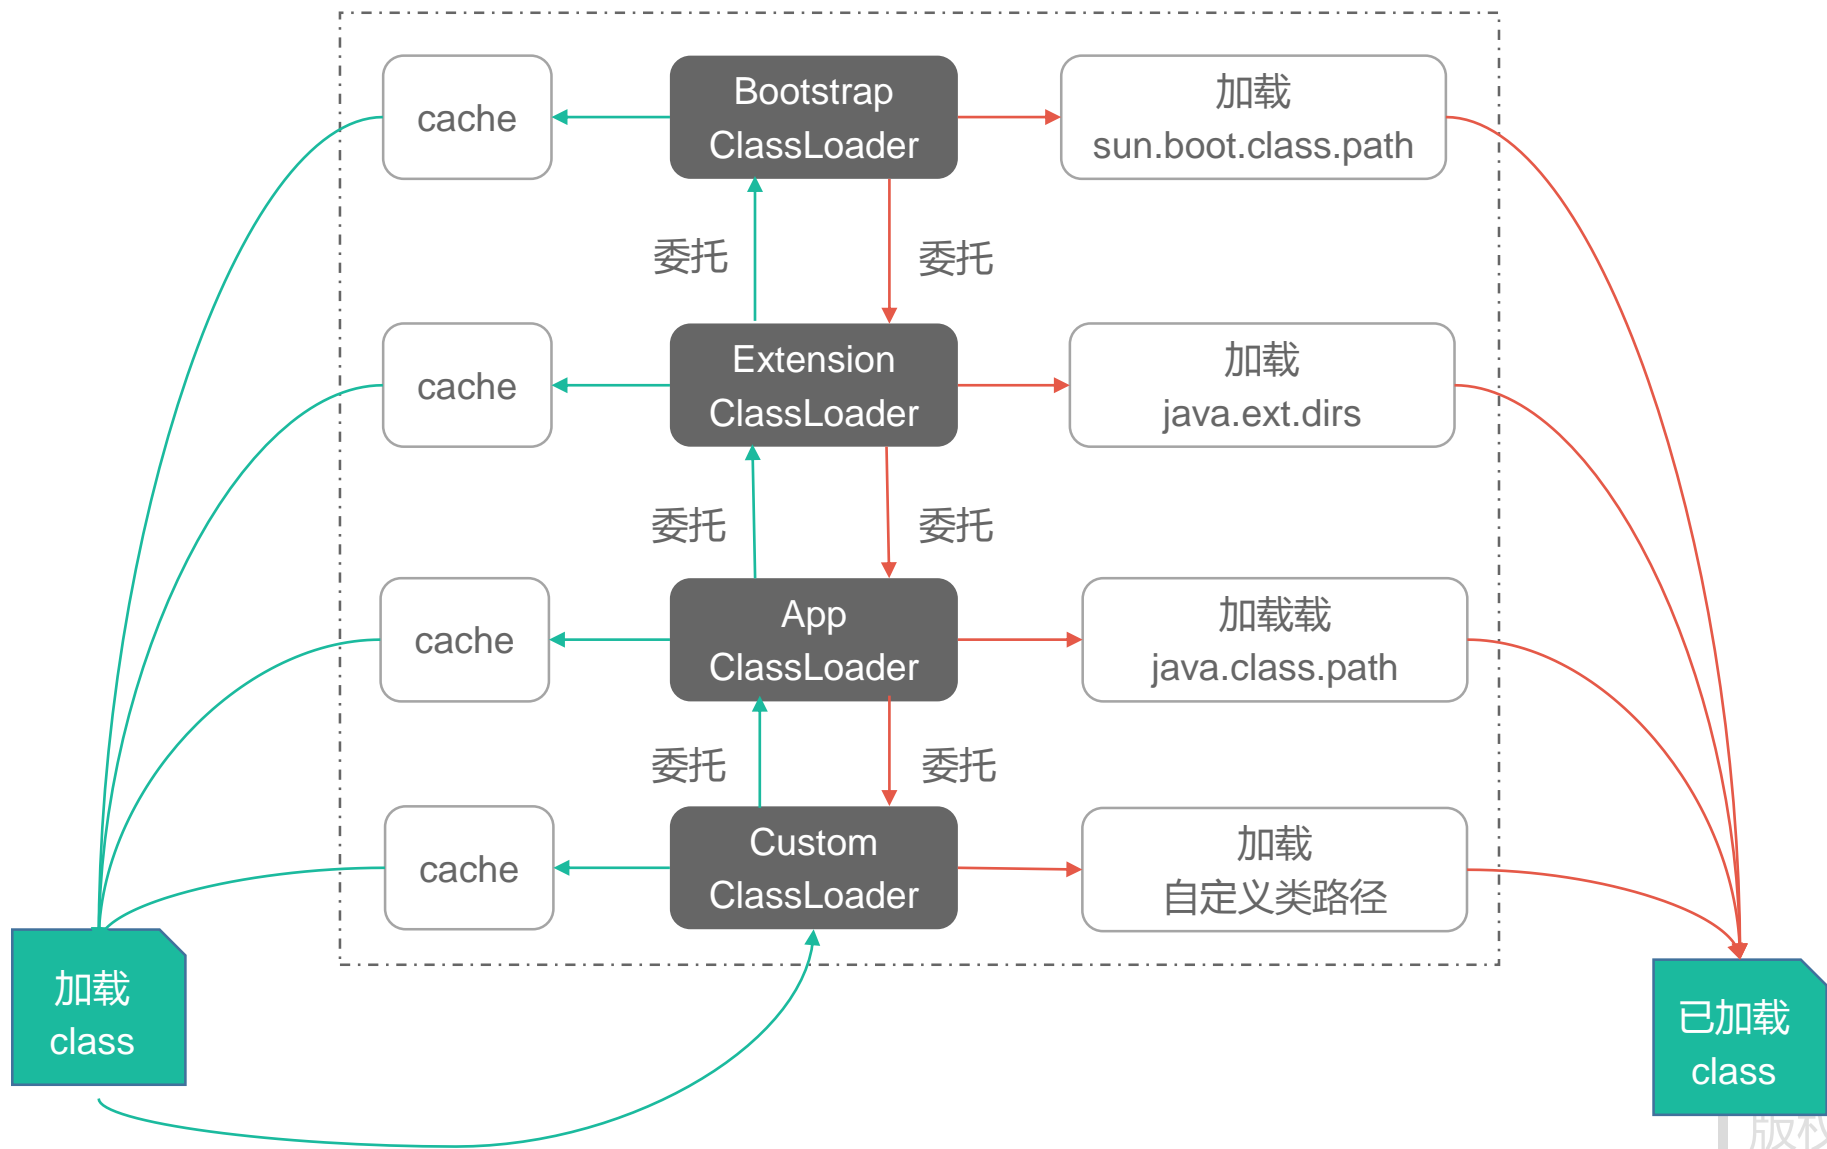 cache
Bootstrap
ClassLoader
加载
sun.boot.class.path
委托
委托
cache
Extension
ClassLoader
加载
java.ext.dirs
委托
委托
cache
App
ClassLoader
加载载
java.class.path
委托
委托
cache
Custom
ClassLoader
加载
自定义类路径
加载
class
已加载
class
版权